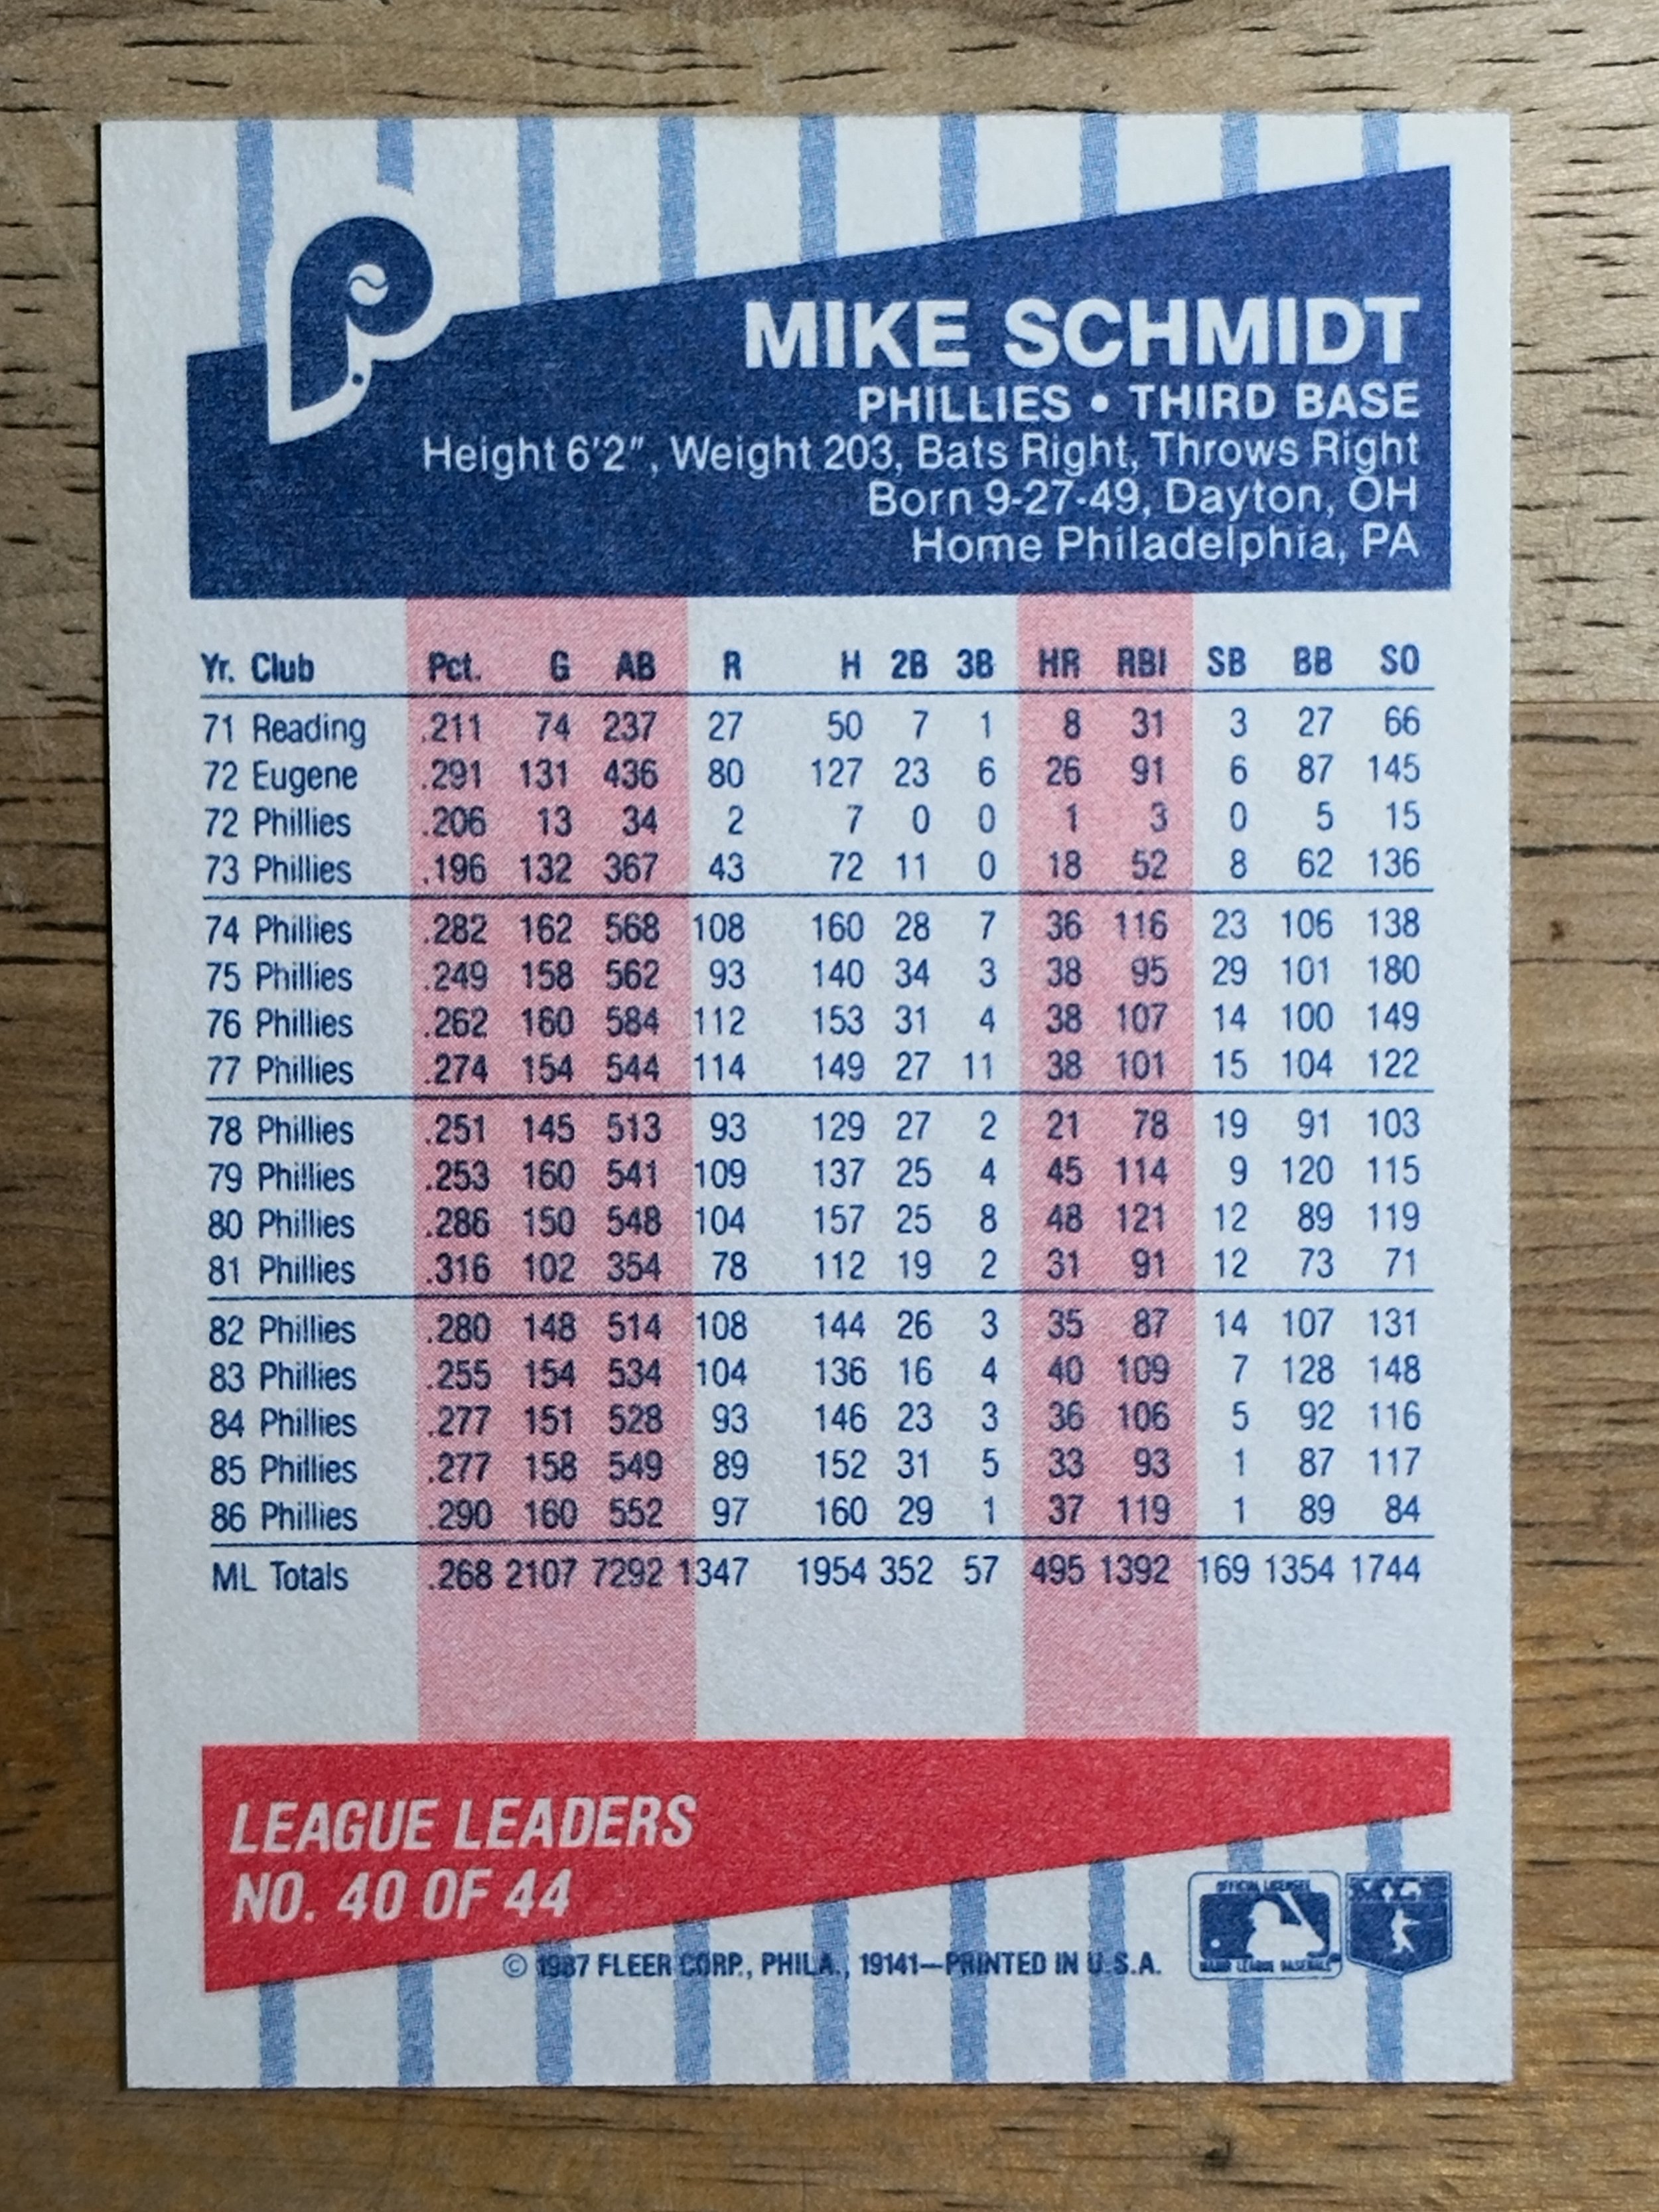 MIKE SCHMIDT
PHILLIES • THIRD BASE
Height 6'2", Weight 203, Bats Right, Throws Right
Born 9-27-49, Dayton, OH
Home Philadelphia, PA
Yr. Club Pct. G AB R H 2B 3B HR RBI SB BB SO
71 Reading .211 74 237 27 50 7 1 8 31 3 27 66
72 Eugene .291 131 436 80 127 23 6 26 91 6 87 145
72 Phillies .206 13 34 2 7 0 0 1 3 0 5 15
73 Phillies .196 132 367 43 72 11 0 18 52 8 62 136
74 Phillies .282 162 568 108 160 28 7 36 116 23 106 138
75 Phillies .249 158 562 93 140 34 3 38 95 29 101 180
76 Phillies .262 160 584 112 153 31 4 38 107 14 100 149
77 Phillies .274 154 544 114 149 27 11 38 101 15 104 122
78 Phillies .251 145 513 93 129 27 2 21 78 19 91 103
79 Phillies .253 160 541 109 137 25 4 45 114 9 120 115
80 Phillies .286 150 548 104 157 25 8 48 121 12 89 119
81 Phillies .316 102 354 78 112 19 2 31 91 12 73 71
82 Phillies .280 148 514 108 144 26 3 35 87 14 107 131
83 Phillies .255 154 534 104 136 16 4 40 109 7 128 148
84 Phillies .277 151 528 93 146 23 3 36 106 5 92 116
85 Phillies .277 158 549 89 152 31 5 33 93 1 87 117
86 Phillies .290 160 552 97 160 29 1 37 119 1 89 84
ML Totals .268 2107 7292 1347 1954 352 57 495 1392 169 1354 1744
LEAGUE LEADERS
NO. 40 OF 44
OFFICIAL LICENSEE
MAJOR LEAGUE BASEBALL
© 1987 FLEER CORP., PHILA., 19141—PRINTED IN U.S.A.